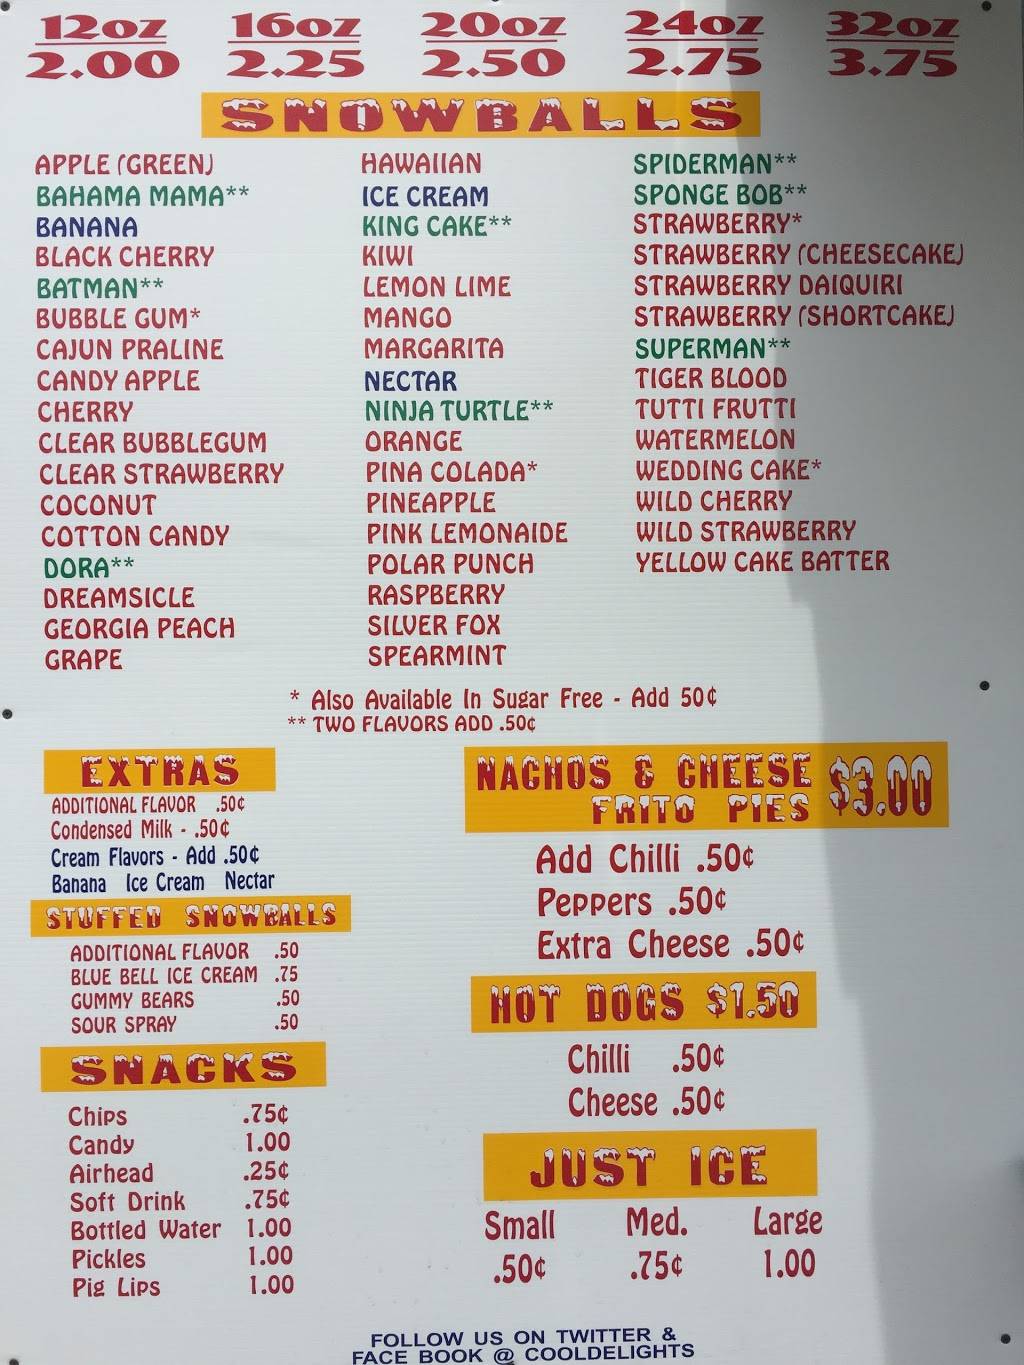 12oz 16oz 20oz 24oz 32oz
2.00 2.25 2.50 2.75 3.75
SNOWBALLS
APPLE (GREEN)
BAHAMA MAMA**
BANANA
BLACK CHERRY
BATMAN**
BUBBLE GUM*
CAJUN PRALINE
CANDY APPLE
CHERRY
CLEAR BUBBLEGUM
CLEAR STRAWBERRY
COCONUT
COTTON CANDY
DORA**
DREAMSICLE
GEORGIA PEACH
GRAPE
HAWAIIAN
ICE CREAM
KING CAKE**
KIWI
LEMON LIME
MANGO
MARGARITA
NECTAR
NINJA TURTLE**
ORANGE
PINA COLADA*
PINEAPPLE
PINK LEMONAIDE
POLAR PUNCH
RASPBERRY
SILVER FOX
SPEARMINT
SPIDERMAN**
SPONGE BOB**
STRAWBERRY*
STRAWBERRY (CHEESECAKE)
STRAWBERRY DAIQUIRI
STRAWBERRY (SHORTCAKE)
SUPERMAN**
TIGER BLOOD
TUTTI FRUTTI
WATERMELON
WEDDING CAKE*
WILD CHERRY
WILD STRAWBERRY
YELLOW CAKE BATTER
* Also Available In Sugar Free - Add 50¢
** TWO FLAVORS ADD .50¢
EXTRAS
ADDITIONAL FLAVOR .50¢
Condensed Milk - .50¢
Cream Flavors - Add .50¢
Banana Ice Cream Nectar
STUFFED SNOWBALLS
ADDITIONAL FLAVOR .50
BLUE BELL ICE CREAM .75
GUMMY BEARS .50
SOUR SPRAY .50
SNACKS
Chips .75¢
Candy 1.00
Airhead .25¢
Soft Drink .75¢
Bottled Water 1.00
Pickles 1.00
Pig Lips 1.00
NACHOS & CHEESE
FRITO PIES $3.00
Add Chilli .50¢
Peppers .50¢
Extra Cheese .50¢
HOT DOGS $1.50
Chilli .50¢
Cheese .50¢
JUST ICE
Small Med. Large
.50¢ .75¢ 1.00
FOLLOW US ON TWITTER &
FACE BOOK @ COOLDELIGHTS